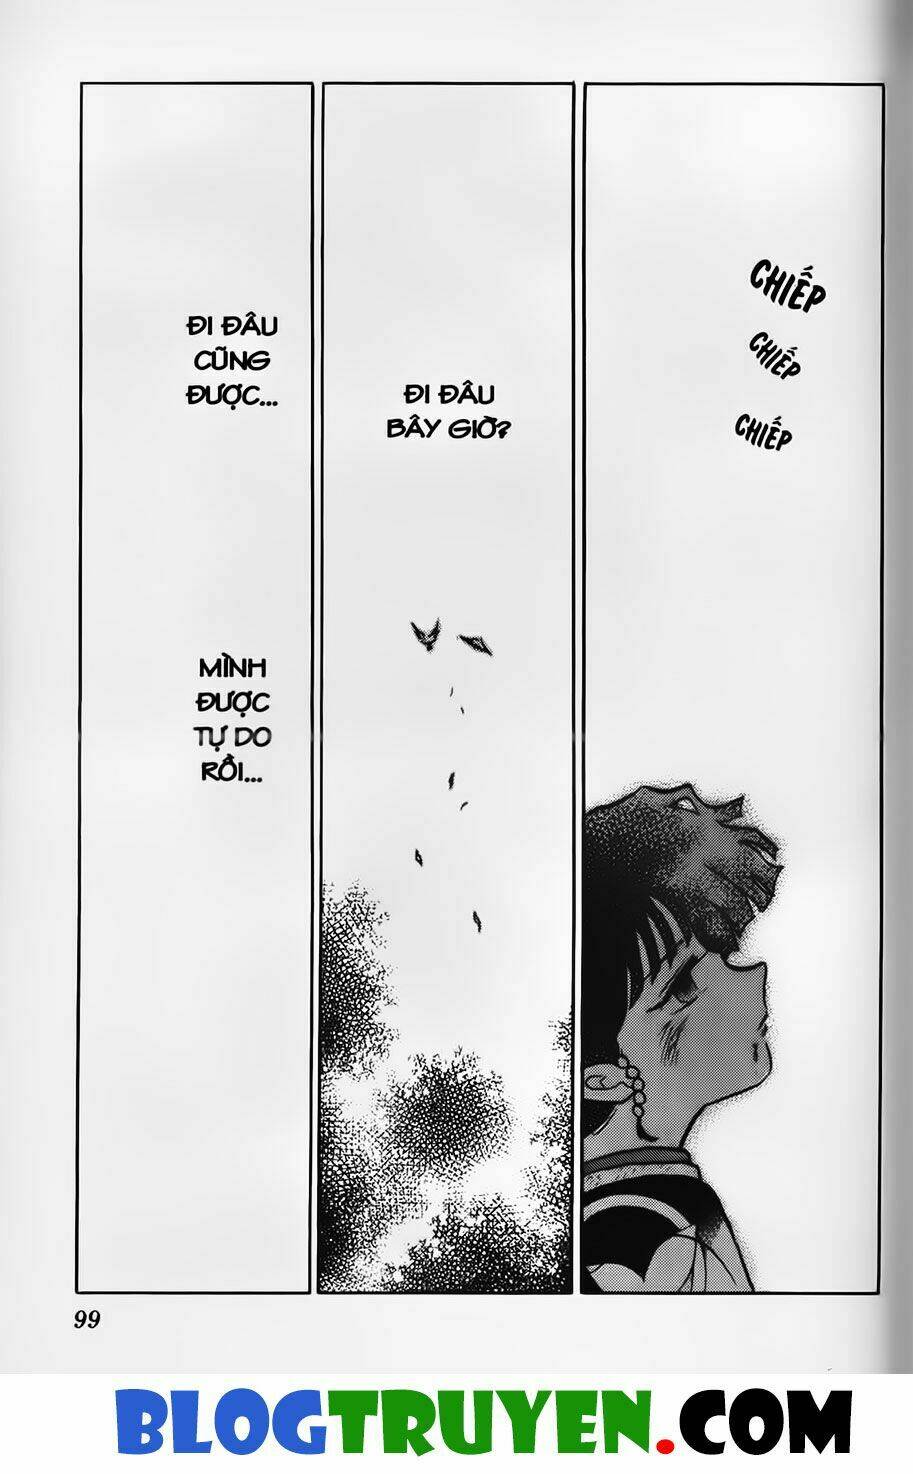 CHIẾP
CHIẾP
CHIẾP
ĐI ĐÂU
BÂY GIỜ?
ĐI ĐÂU
CŨNG
ĐƯỢC...
MÌNH
ĐƯỢC
TỰ DO
RỒI...
99
BLOGTRUYEN.COM